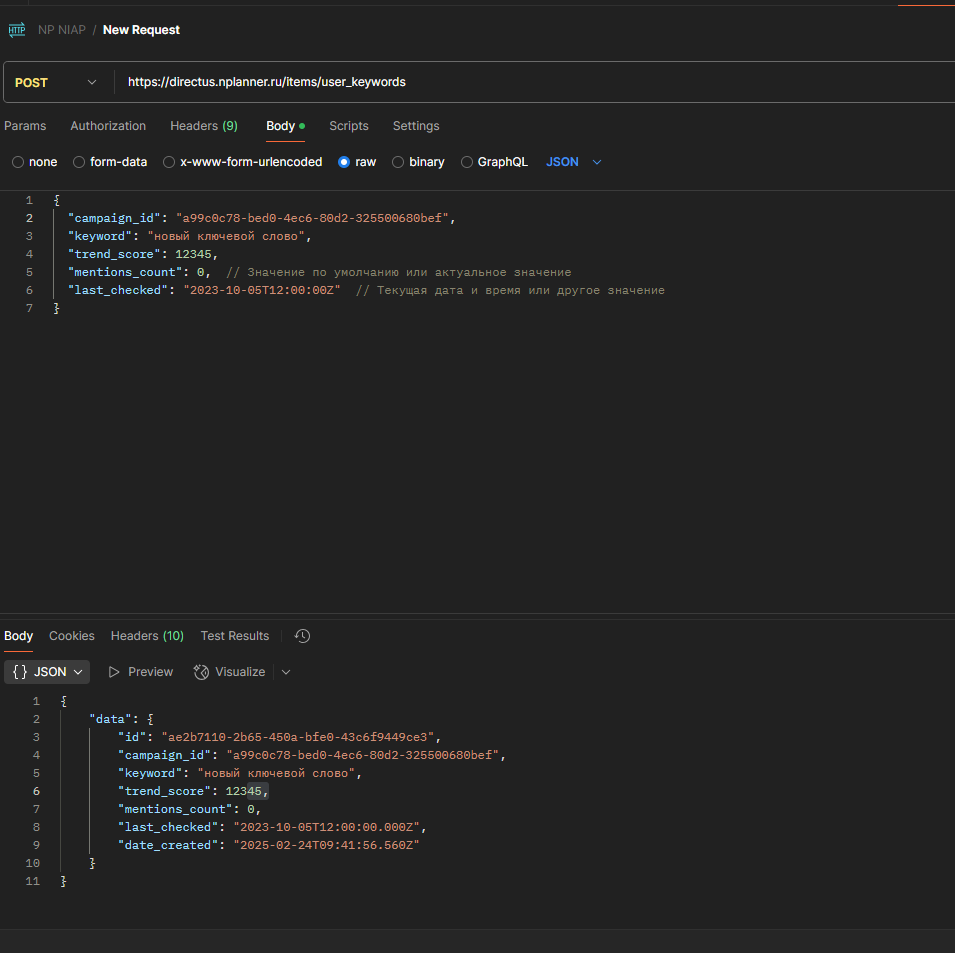 HTTP NP NIAP / New Request
POST https://directus.nplanner.ru/items/user_keywords
Params Authorization Headers (9) Body Scripts Settings
none form-data x-www-form-urlencoded raw binary GraphQL JSON
1 {
2 "campaign_id": "a99c0c78-bed0-4ec6-80d2-325500680bef",
3 "keyword": "новый ключевой слово",
4 "trend_score": 12345,
5 "mentions_count": 0, // Значение по умолчанию или актуальное значение
6 "last_checked": "2023-10-05T12:00:00Z" // Текущая дата и время или другое значение
7 }
Body Cookies Headers (10) Test Results
{} JSON Preview Visualize
1 {
2 "data": {
3 "id": "ae2b7110-2b65-450a-bfe0-43c6f9449ce3",
4 "campaign_id": "a99c0c78-bed0-4ec6-80d2-325500680bef",
5 "keyword": "новый ключевой слово",
6 "trend_score": 12345,
7 "mentions_count": 0,
8 "last_checked": "2023-10-05T12:00:00.000Z",
9 "date_created": "2025-02-24T09:41:56.560Z"
10 }
11 }